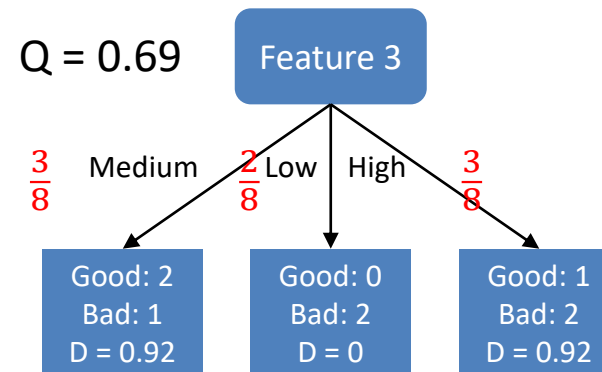 Q = 0.69
Feature 3
3/8
Medium
2/8
Low
High
3/8
Good: 2
Bad: 1
D = 0.92
Good: 0
Bad: 2
D = 0
Good: 1
Bad: 2
D = 0.92